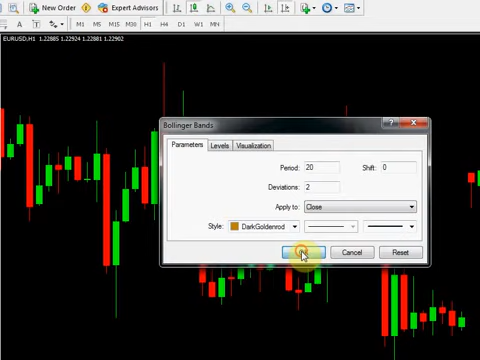 New Order Expert Advisors
A T M1 M5 M15 M30 H1 H4 D1 W1 MN
EURUSD,H1 1.22885 1.22924 1.22881 1.22902
Bollinger Bands
Parameters Levels Visualization
Period: 20 Shift: 0
Deviations: 2
Apply to: Close
Style: DarkGoldenrod
Cancel Reset